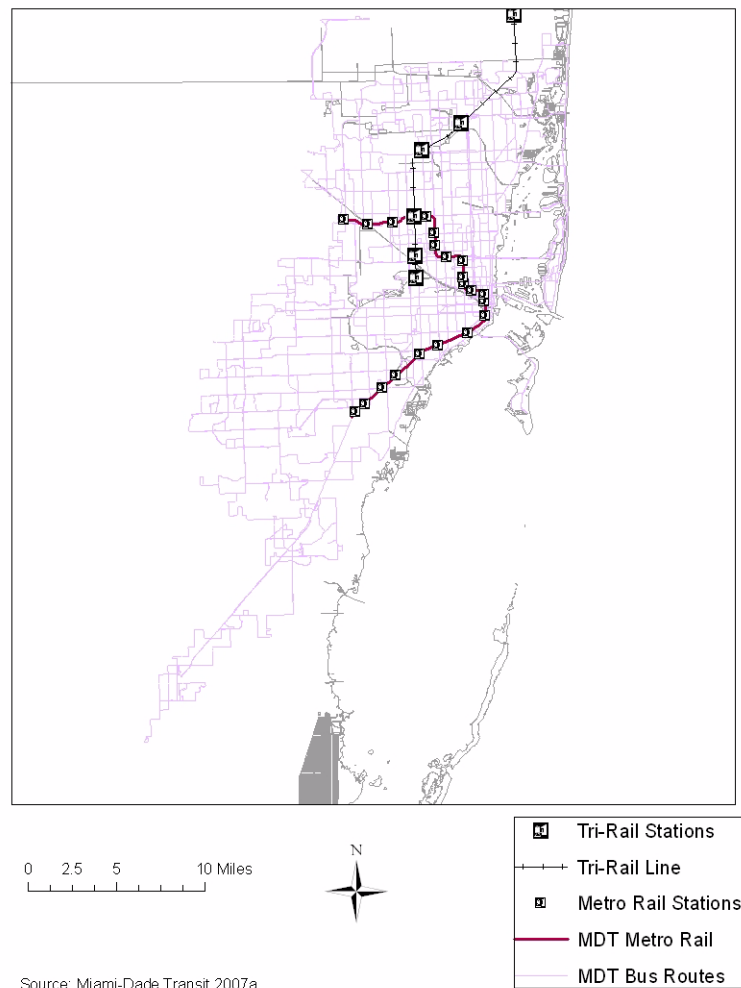 0 2.5 5 10 Miles
N
Tri-Rail Stations
Tri-Rail Line
Metro Rail Stations
MDT Metro Rail
MDT Bus Routes
Source: Miami-Dade Transit 2007a